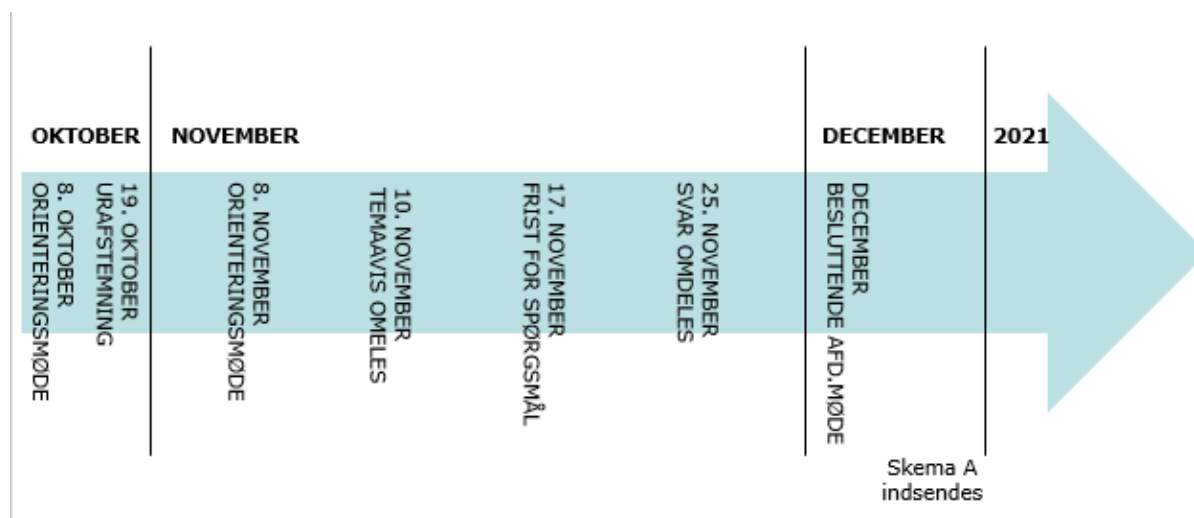 OKTOBER
NOVEMBER
DECEMBER
2021
8. OKTOBER
ORIENTERINGSMØDE
19. OKTOBER
URAFSTEMNING
8. NOVEMBER
ORIENTERINGSMØDE
10. NOVEMBER
TEMAAVIS OMELES
17. NOVEMBER
FRIST FOR SPØRGSMÅL
25. NOVEMBER
SVAR OMDELES
DECEMBER
BESLUTTENDE AFD.MØDE
Skema A
indsendes